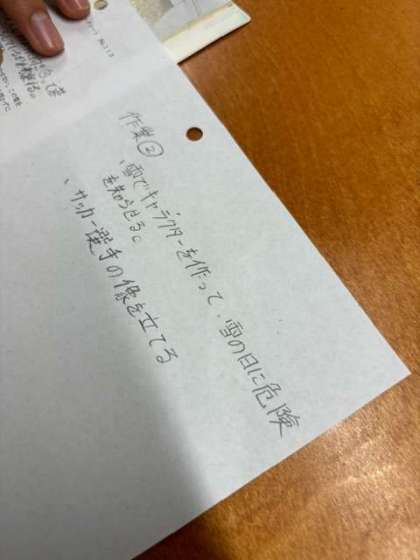 作業②
、雪でキャラクターを作って、雪の日に危険
を知らせる。
、サッカー選手の像を立てる